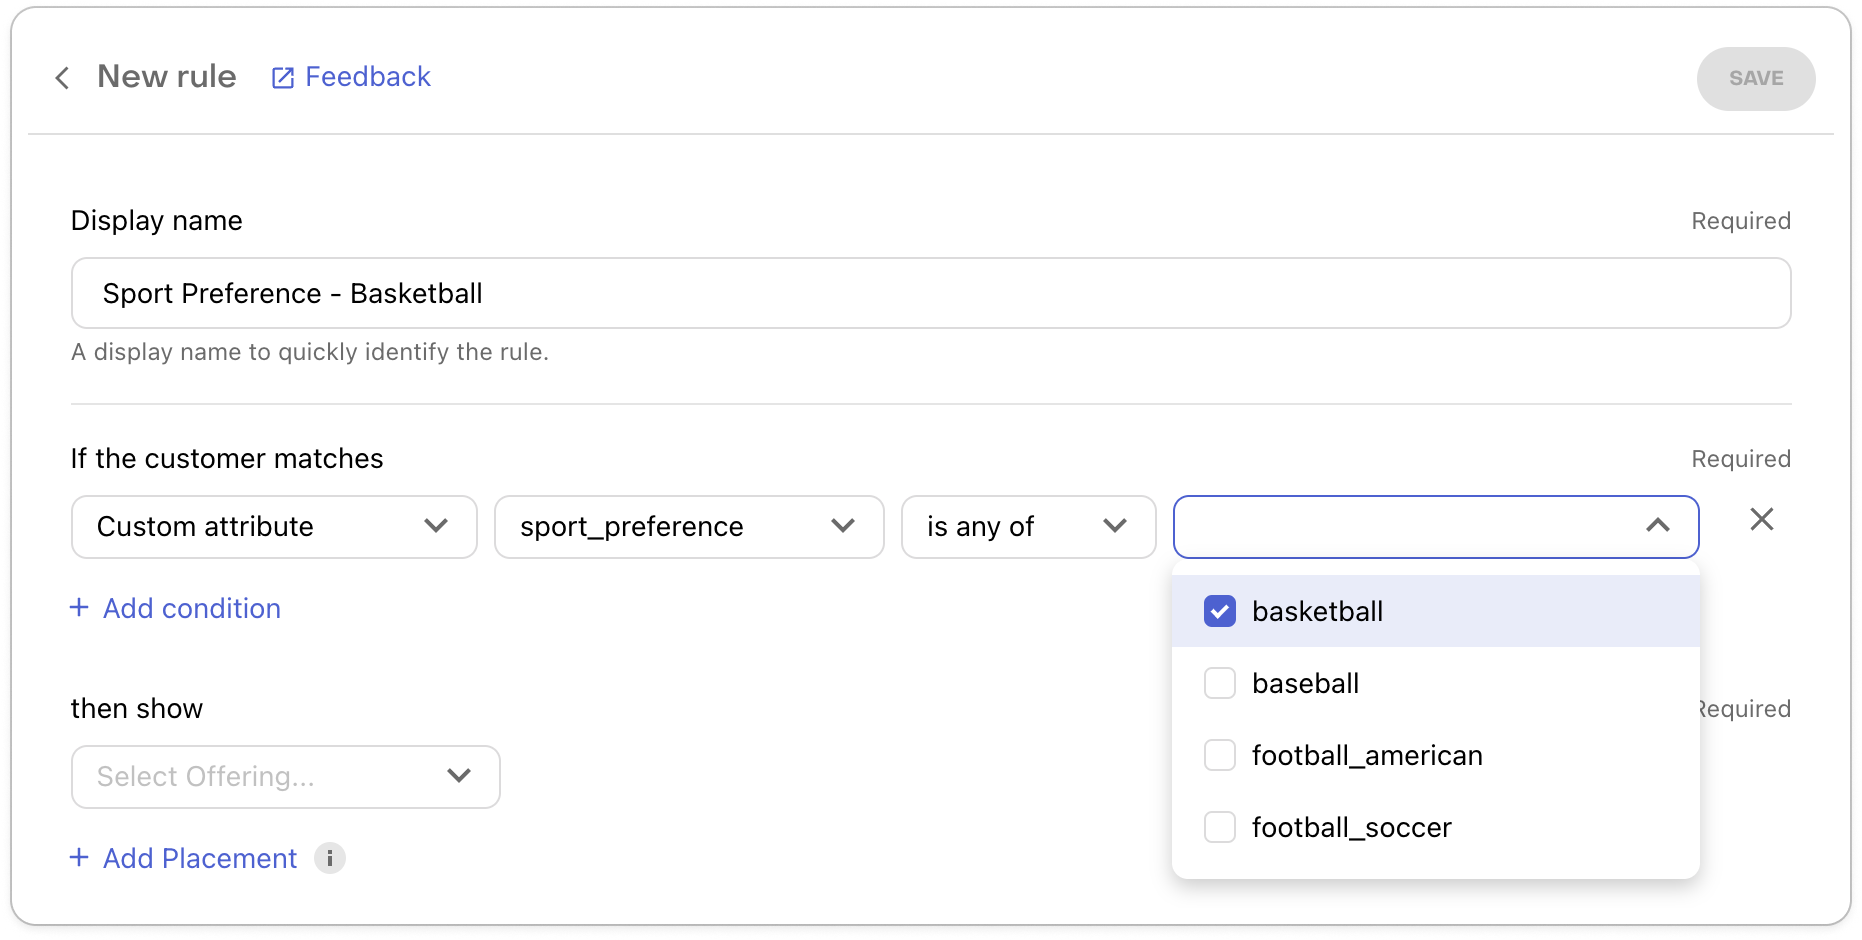 New rule
Feedback
SAVE
Display name
Required
Sport Preference - Basketball
A display name to quickly identify the rule.
If the customer matches
Required
Custom attribute
sport_preference
is any of
+ Add condition
basketball
baseball
football_american
football_soccer
then show
Required
Select Offering...
+ Add Placement
i